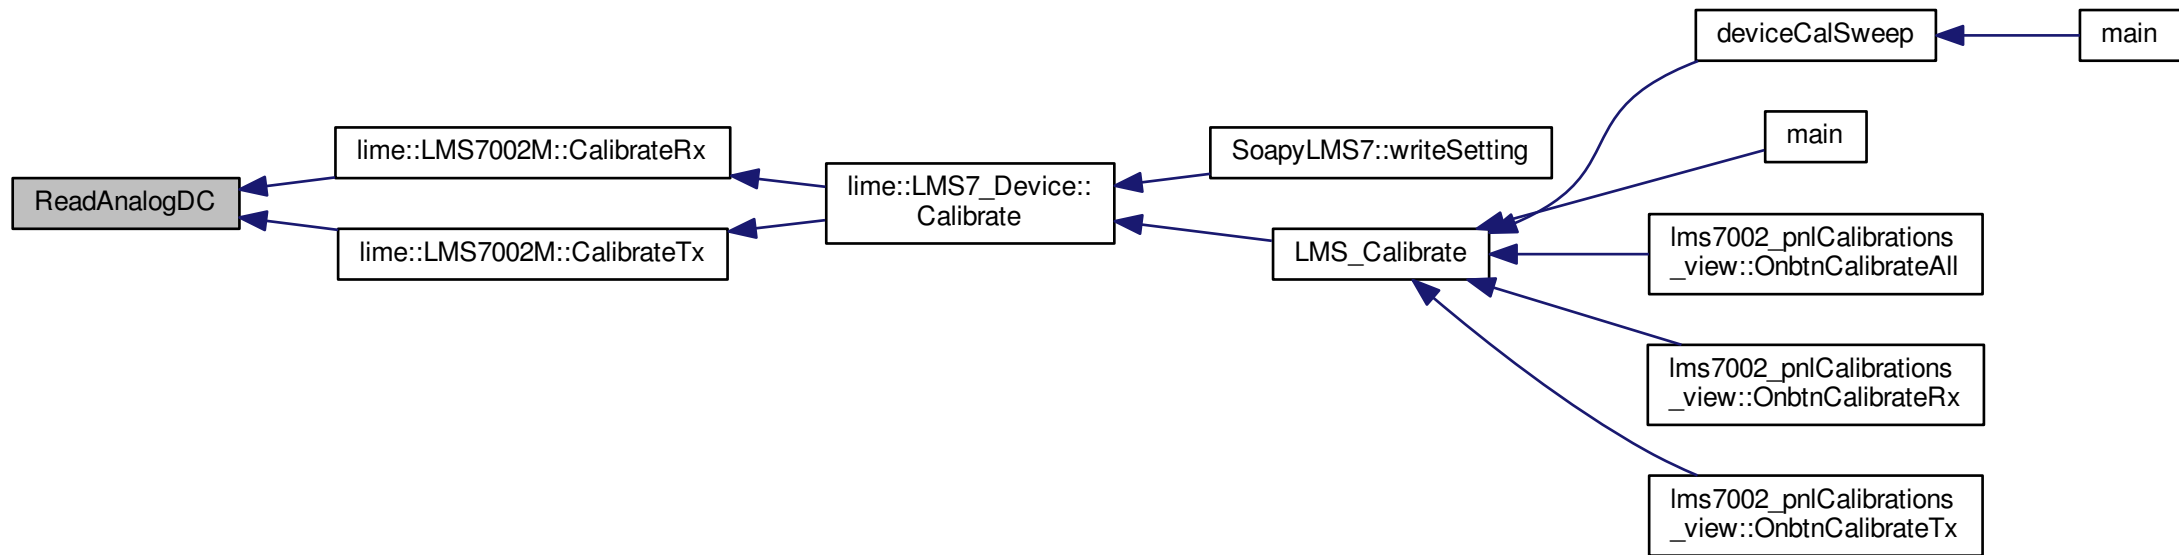 deviceCalSweep
main
main
lime::LMS7002M::CalibrateRx
SoapyLMS7::writeSetting
ReadAnalogDC
lime::LMS7_Device::
Calibrate
lime::LMS7002M::CalibrateTx
LMS_Calibrate
lms7002_pnlCalibrations
_view::OnbtnCalibrateAll
lms7002_pnlCalibrations
_view::OnbtnCalibrateRx
lms7002_pnlCalibrations
_view::OnbtnCalibrateTx